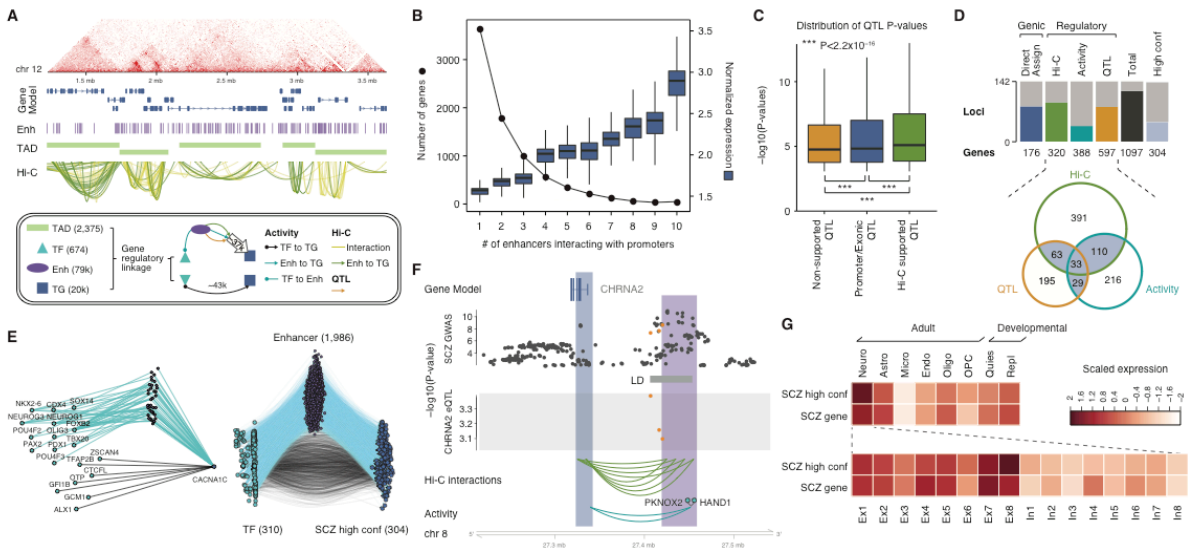 A
chr 12
1.5 mb
2.0 mb
2.5 mb
3.0 mb
3.5 mb
Gene
Model
Enh
TAD
Hi-C
TAD (2,375)
TF (674)
Enh (79k)
TG (20k)
Gene
regulatory
linkage
~43k
Activity
TF to TG
Enh to TG
TF to Enh
Hi-C
Interaction
Enh to TG
QTL
B
Number of genes
3000
2000
1000
0
1 2 3 4 5 6 7 8 9 10
# of enhancers interacting with promoters
3.5
3.0
2.5
2.0
1.5
Normalized expression
C
Distribution of QTL P-values
*** P<2.2x10⁻¹⁶
−log10(P-values)
10
5
0
***
***
***
Non-supported
QTL
Promoter/Exonic
QTL
Hi-C supported
QTL
D
Genic
Regulatory
Direct
Assign
Hi-C
Activity
QTL
Total
High conf
142
Loci
0
Genes
176 320 388 597 1097 304
Hi-C
391
63
110
33
195
29
216
QTL
Activity
E
Enhancer (1,986)
NKX2-6
CDX4
SOX14
NEUROG3
NEUROG1
FOXB2
POU4F2
OLIG3
TBX20
PAX2
PDX1
POU4F3
ZSCAN4
TFAP2B
CTCFL
OTP
GFI1B
GCM1
ALX1
CACNA1C
TF (310)
SCZ high conf (304)
F
Gene Model
CHRNA2
−log10(P-value)
SCZ GWAS
10
8
6
4
2
LD
CHRNA2 eQTL
3.3
3.2
3.1
Hi-C interactions
PKNOX2
HAND1
Activity
chr 8
5'
3'
27.3 mb
27.4 mb
27.5 mb
G
Adult
Developmental
Neuro
Astro
Micro
Endo
Oligo
OPC
Quies
Repl
SCZ high conf
SCZ gene
Scaled expression
2
1.6
1.2
0.8
0.4
0
−0.4
−0.8
−1.2
−1.6
−2
SCZ high conf
SCZ gene
Ex1 Ex2 Ex3 Ex4 Ex5 Ex6 Ex7 Ex8 In1 In2 In3 In4 In5 In6 In7 In8